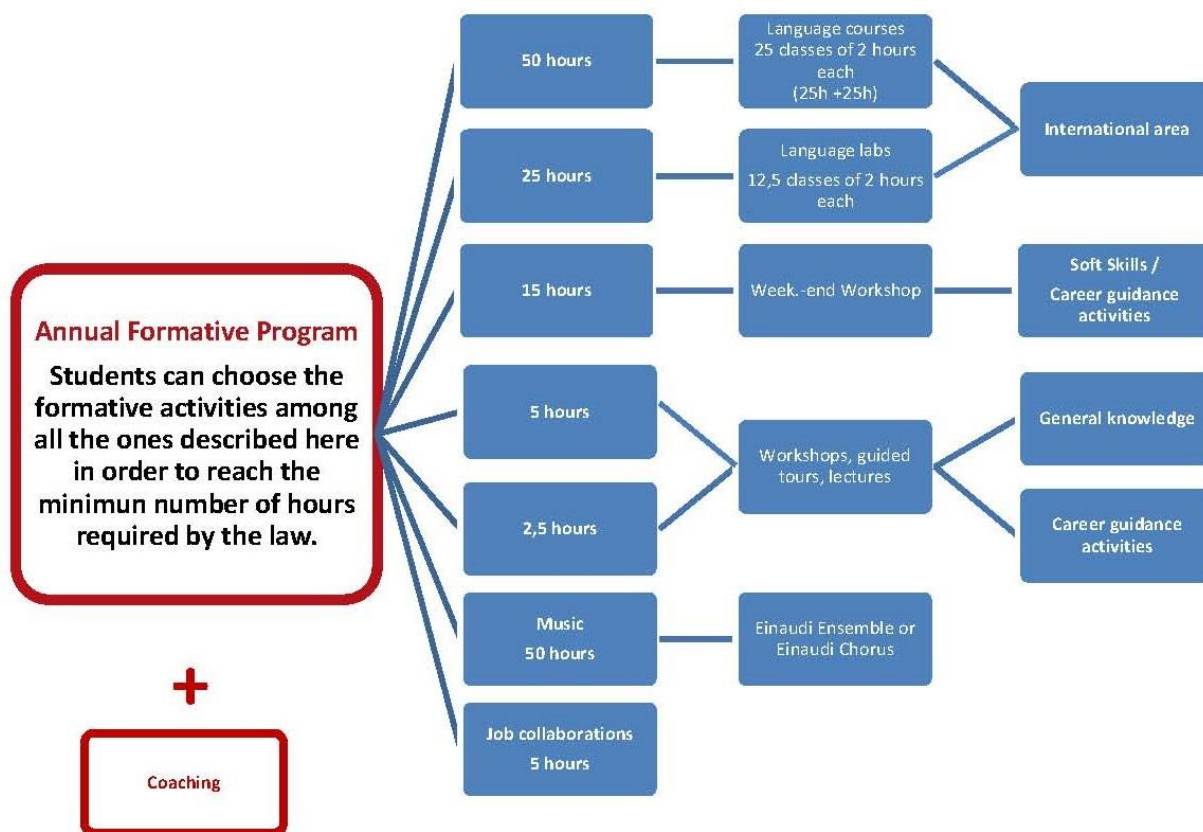 Annual Formative Program
Students can choose the
formative activities among
all the ones described here
in order to reach the
minimun number of hours
required by the law.
+
Coaching
50 hours
Language courses
25 classes of 2 hours
each
(25h +25h)
International area
25 hours
Language labs
12,5 classes of 2 hours
each
15 hours
Week.-end Workshop
Soft Skills /
Career guidance
activities
5 hours
2,5 hours
Workshops, guided
tours, lectures
General knowledge
Career guidance
activities
Music
50 hours
Einaudi Ensemble or
Einaudi Chorus
Job collaborations
5 hours